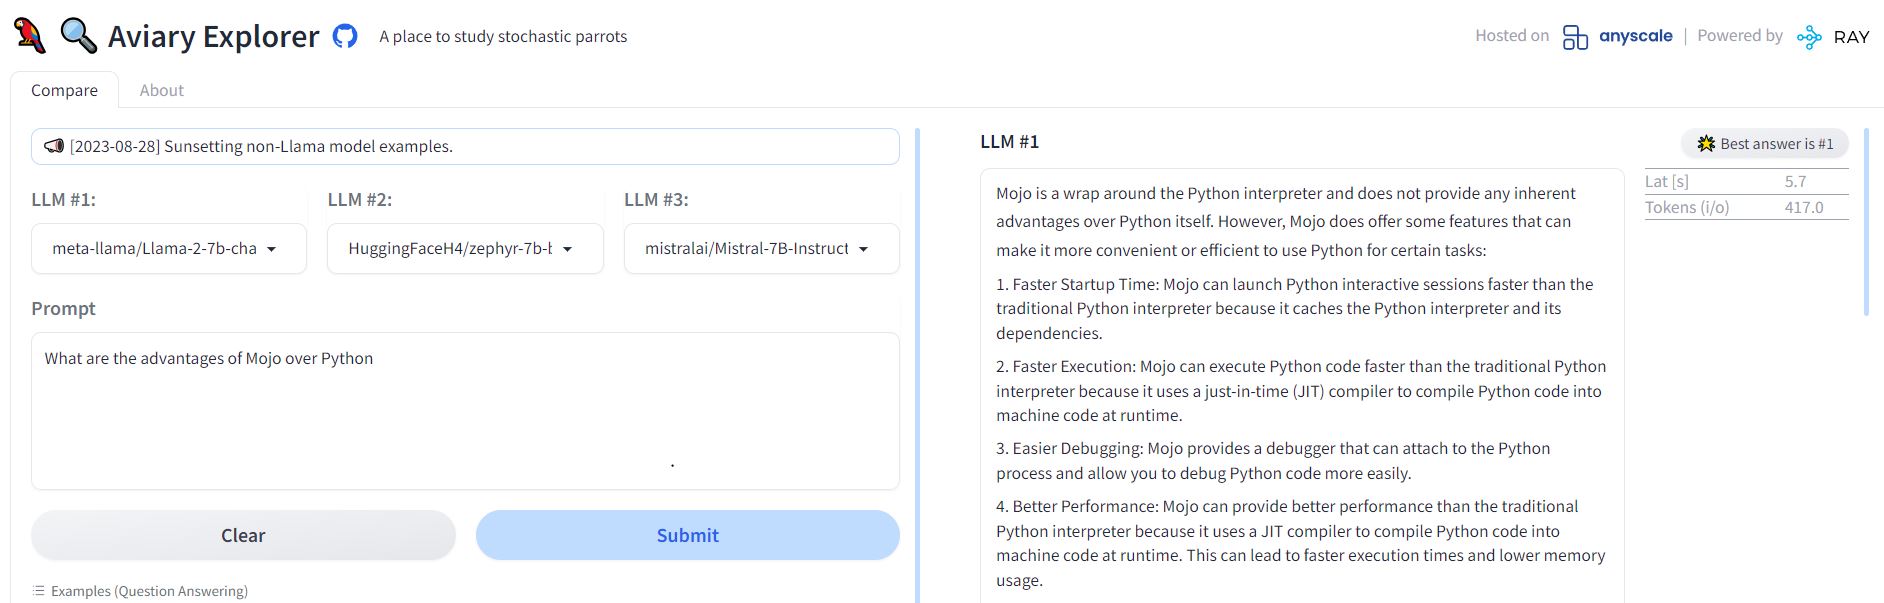 Aviary Explorer
A place to study stochastic parrots
Hosted on anyscale | Powered by RAY
Compare
About
[2023-08-28] Sunsetting non-Llama model examples.
LLM #1:
LLM #2:
LLM #3:
meta-llama/Llama-2-7b-cha
HuggingFaceH4/zephyr-7b-b
mistralai/Mistral-7B-Instruct
Prompt
What are the advantages of Mojo over Python
.
Clear
Submit
Examples (Question Answering)
LLM #1
Best answer is #1
Lat [s] 5.7
Tokens (i/o) 417.0
Mojo is a wrap around the Python interpreter and does not provide any inherent
advantages over Python itself. However, Mojo does offer some features that can
make it more convenient or efficient to use Python for certain tasks:
1. Faster Startup Time: Mojo can launch Python interactive sessions faster than the
traditional Python interpreter because it caches the Python interpreter and its
dependencies.
2. Faster Execution: Mojo can execute Python code faster than the traditional Python
interpreter because it uses a just-in-time (JIT) compiler to compile Python code into
machine code at runtime.
3. Easier Debugging: Mojo provides a debugger that can attach to the Python
process and allow you to debug Python code more easily.
4. Better Performance: Mojo can provide better performance than the traditional
Python interpreter because it uses a JIT compiler to compile Python code into
machine code at runtime. This can lead to faster execution times and lower memory
usage.